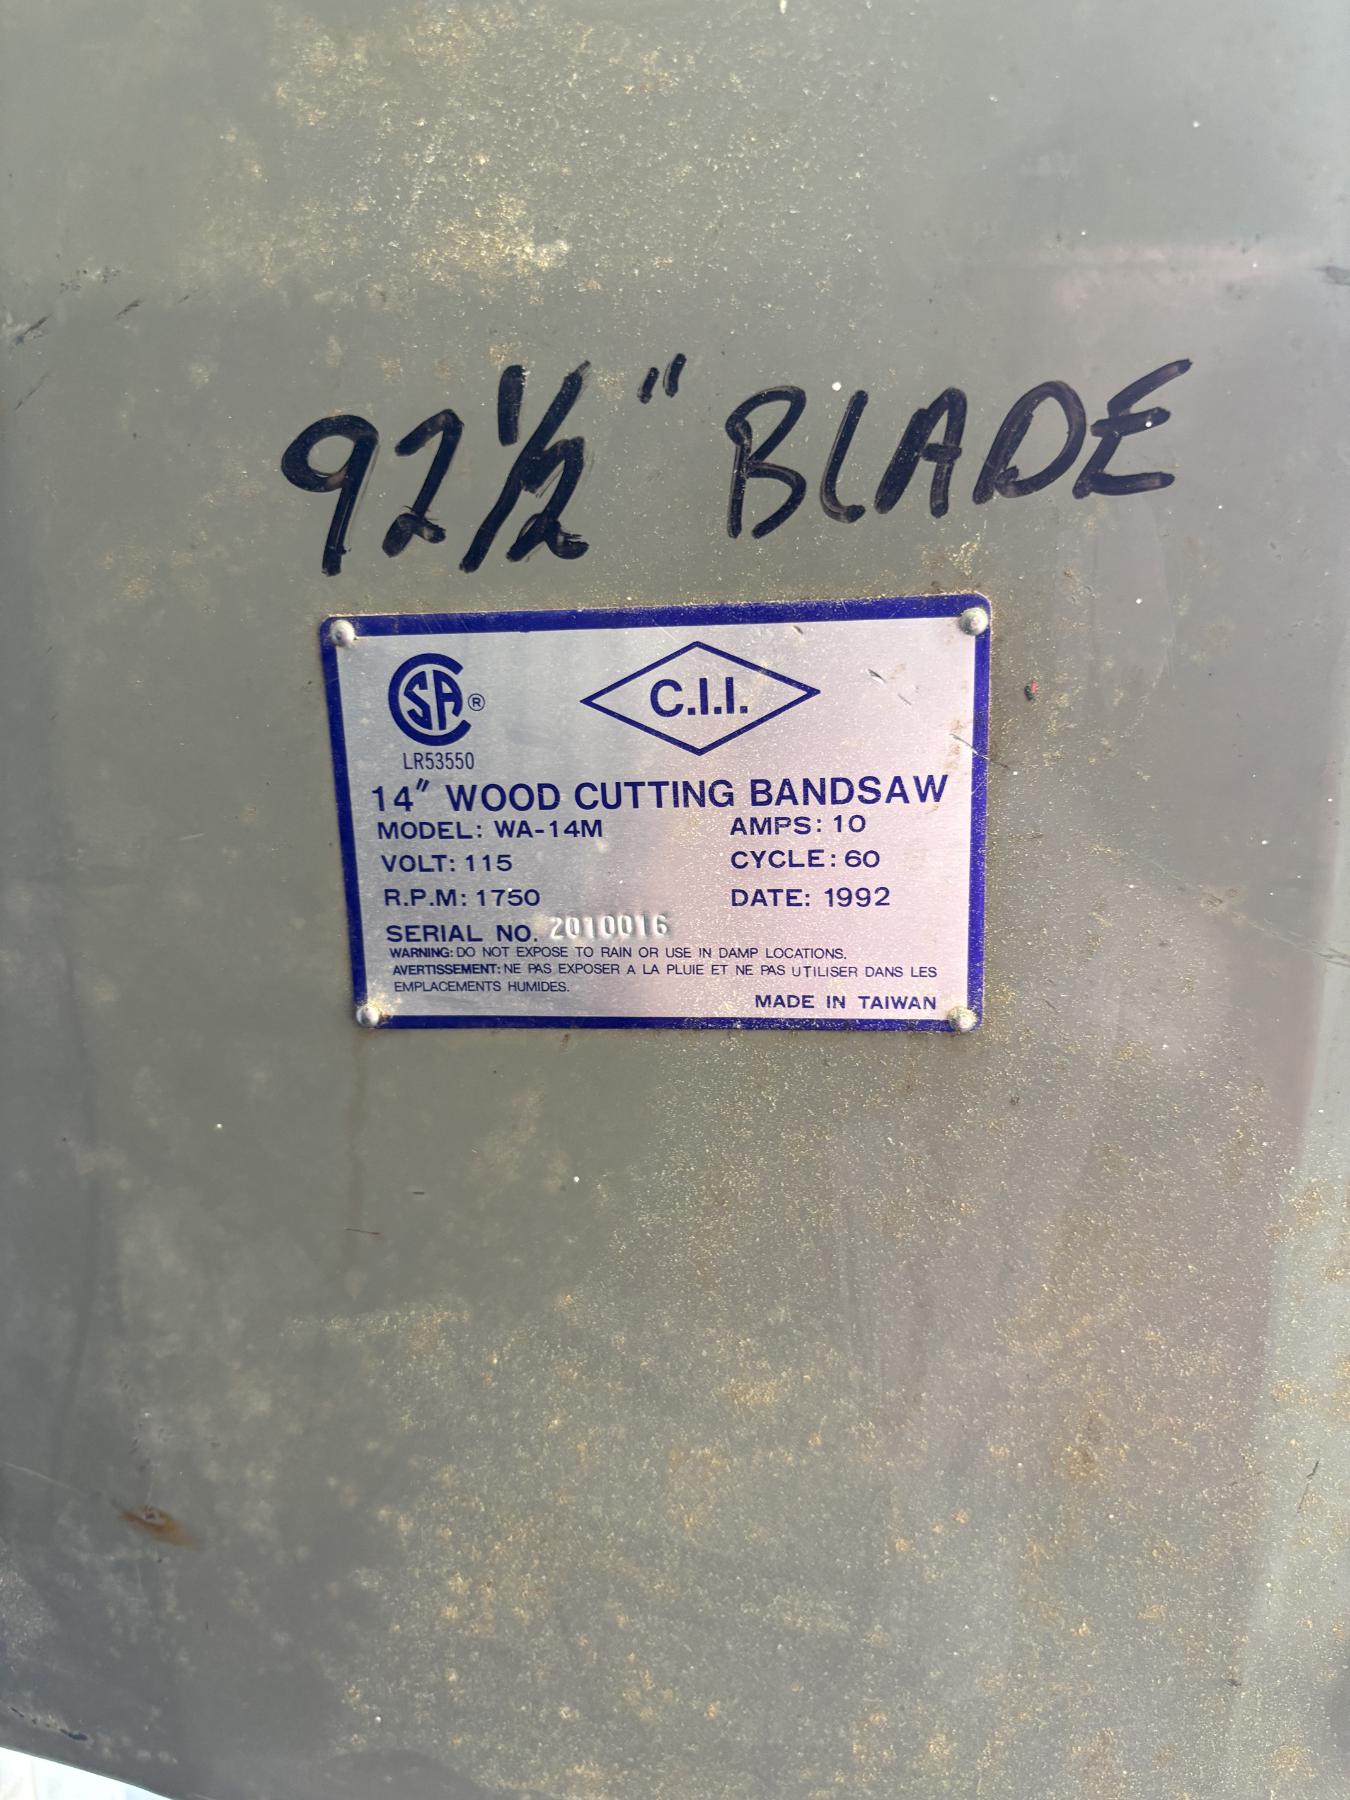 92 1/2" BLADE
CSA®
C.I.I.
LR53550
14" WOOD CUTTING BANDSAW
MODEL: WA-14M AMPS: 10
VOLT: 115 CYCLE: 60
R.P.M: 1750 DATE: 1992
SERIAL NO. 2010016
WARNING: DO NOT EXPOSE TO RAIN OR USE IN DAMP LOCATIONS.
AVERTISSEMENT: NE PAS EXPOSER A LA PLUIE ET NE PAS UTILISER DANS LES
EMPLACEMENTS HUMIDES.
MADE IN TAIWAN